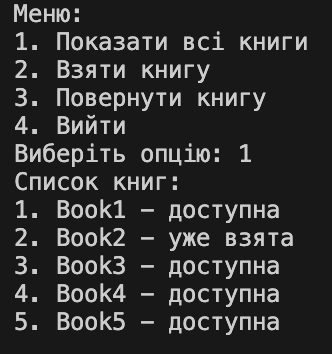 Меню:
1. Показати всі книги
2. Взяти книгу
3. Повернути книгу
4. Вийти
Виберіть опцію: 1
Список книг:
1. Book1 – доступна
2. Book2 – уже взята
3. Book3 – доступна
4. Book4 – доступна
5. Book5 – доступна